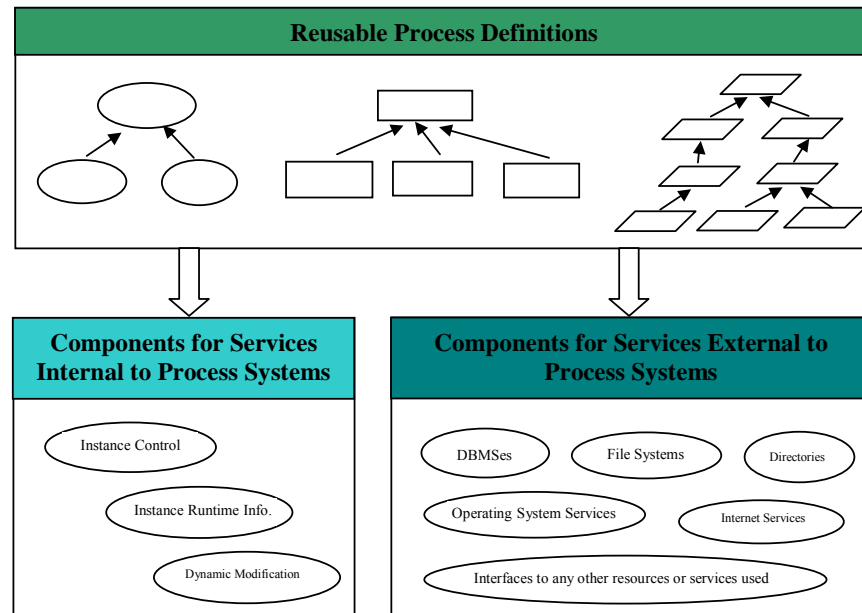 Reusable Process Definitions
Components for Services
Internal to Process Systems
Components for Services External to
Process Systems
Instance Control
Instance Runtime Info.
Dynamic Modification
DBMSes
File Systems
Directories
Operating System Services
Internet Services
Interfaces to any other resources or services used